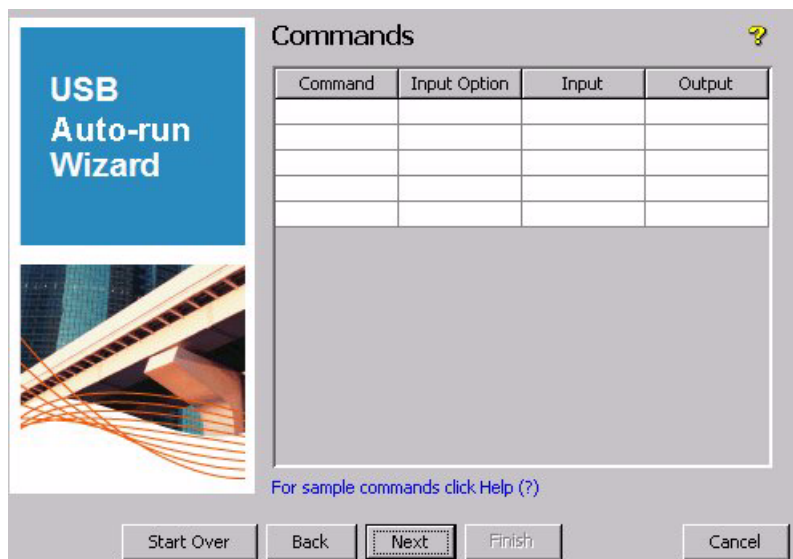 USB
Auto-run
Wizard
Commands
?
Command Input Option Input Output
For sample commands click Help (?)
Start Over Back Next Finish Cancel